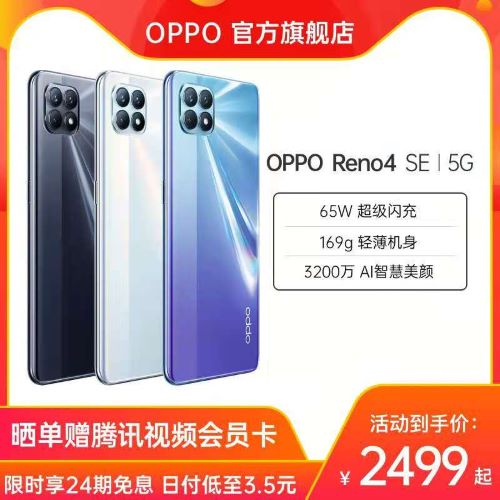 OPPO 官方旗舰店
OPPO Reno4 SE | 5G
65W 超级闪充
169g 轻薄机身
3200万 AI智慧美颜
oppo
晒单赠腾讯视频会员卡
限时享24期免息 日付低至3.5元
活动到手价:
¥ 2499 起